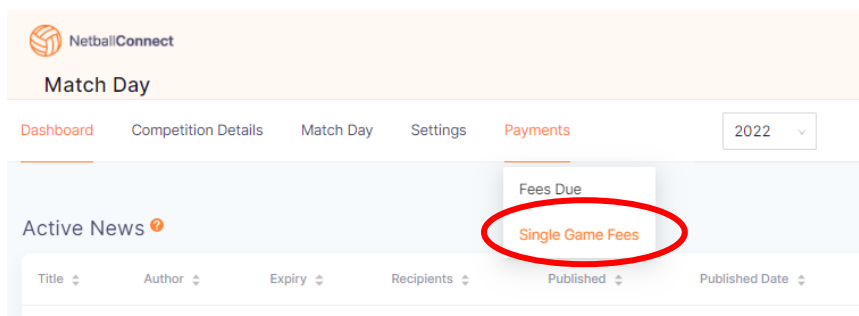 NetballConnect
Match Day
Dashboard Competition Details Match Day Settings Payments 2022
Fees Due
Active News ?
Single Game Fees
Title Author Expiry Recipients Published Published Date